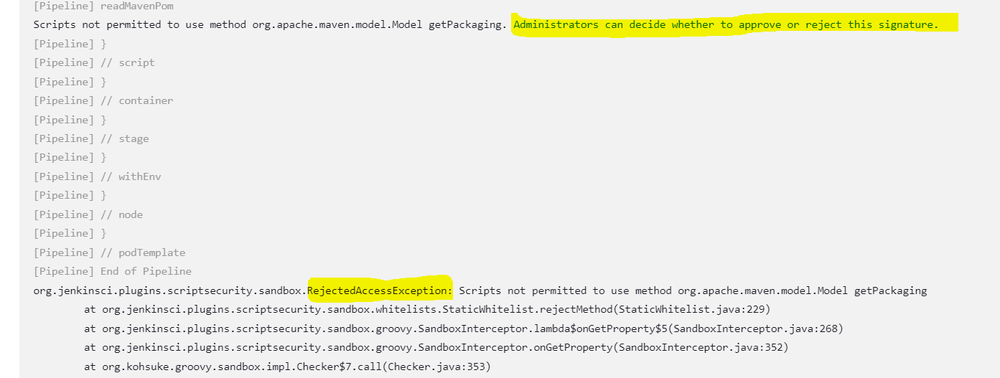 [Pipeline] readMavenPom
Scripts not permitted to use method org.apache.maven.model.Model getPackaging. Administrators can decide whether to approve or reject this signature.
[Pipeline] }
[Pipeline] // script
[Pipeline] }
[Pipeline] // container
[Pipeline] }
[Pipeline] // stage
[Pipeline] }
[Pipeline] // withEnv
[Pipeline] }
[Pipeline] // node
[Pipeline] }
[Pipeline] // podTemplate
[Pipeline] End of Pipeline
org.jenkinsci.plugins.scriptsecurity.sandbox.RejectedAccessException: Scripts not permitted to use method org.apache.maven.model.Model getPackaging
at org.jenkinsci.plugins.scriptsecurity.sandbox.whitelists.StaticWhitelist.rejectMethod(StaticWhitelist.java:229)
at org.jenkinsci.plugins.scriptsecurity.sandbox.groovy.SandboxInterceptor.lambda$onGetProperty$5(SandboxInterceptor.java:268)
at org.jenkinsci.plugins.scriptsecurity.sandbox.groovy.SandboxInterceptor.onGetProperty(SandboxInterceptor.java:352)
at org.kohsuke.groovy.sandbox.impl.Checker$7.call(Checker.java:353)